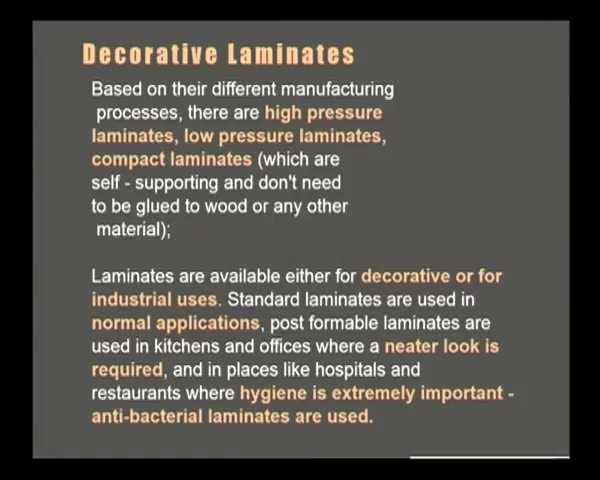 Decorative Laminates
Based on their different manufacturing
processes, there are high pressure
laminates, low pressure laminates,
compact laminates (which are
self - supporting and don't need
to be glued to wood or any other
material);
Laminates are available either for decorative or for
industrial uses. Standard laminates are used in
normal applications, post formable laminates are
used in kitchens and offices where a neater look is
required, and in places like hospitals and
restaurants where hygiene is extremely important -
anti-bacterial laminates are used.